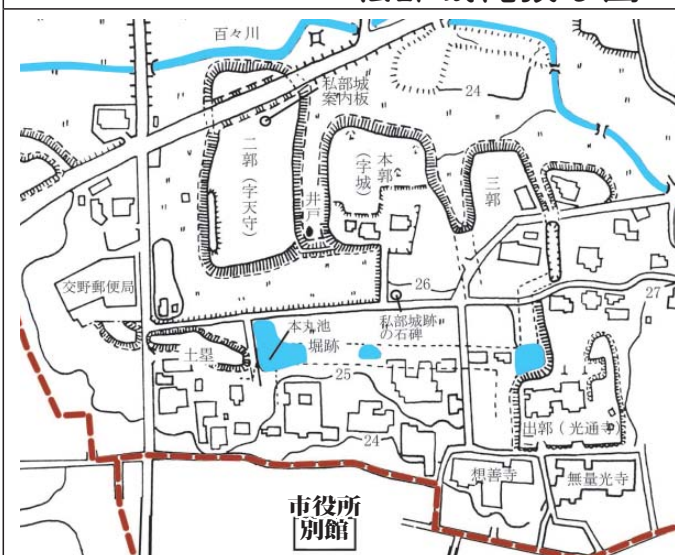 百々川
私部城
案内板
24
二郭（字天守）
井戸
本郭
（字城）
三郭
26
27
交野郵便局
本丸池
堀跡
私部城跡
の石碑
土塁
25
24
出郭（光通寺）
想善寺
無量光寺
市役所
別館